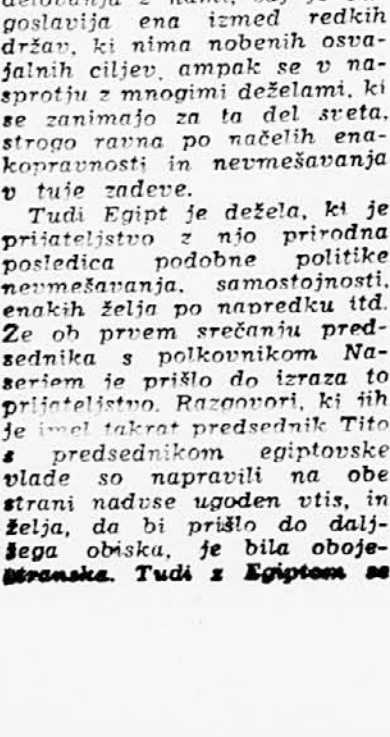 goslavija ena izmed redkih
držav, ki nima nobenih osva-
jalnih ciljev, ampak se v na-
sprotju z mnogimi deželami, ki
se zanimajo za ta del sveta,
strogo ravna po načelih ena-
kopravnosti in nevmešavanja
v tuje zadeve.
Tudi Egipt je dežela, ki je
prijateljstvo z njo prirodna
posledica podobne politike
nevmešavanja, samostojnosti,
enakih želja po napredku itd.
Že ob prvem srečanju pred-
sednika s polkovnikom Na-
serjem je prišlo do izraza to
prijateljstvo. Razgovori, ki jih
je imel takrat predsednik Tito
s predsednikom egiptovske
vlade so napravili na obe
strani nadvse ugoden vtis, in
želja, da bi prišlo do dalj-
šega obiska, je bila oboje-
stranska. Tudi z Egiptom se